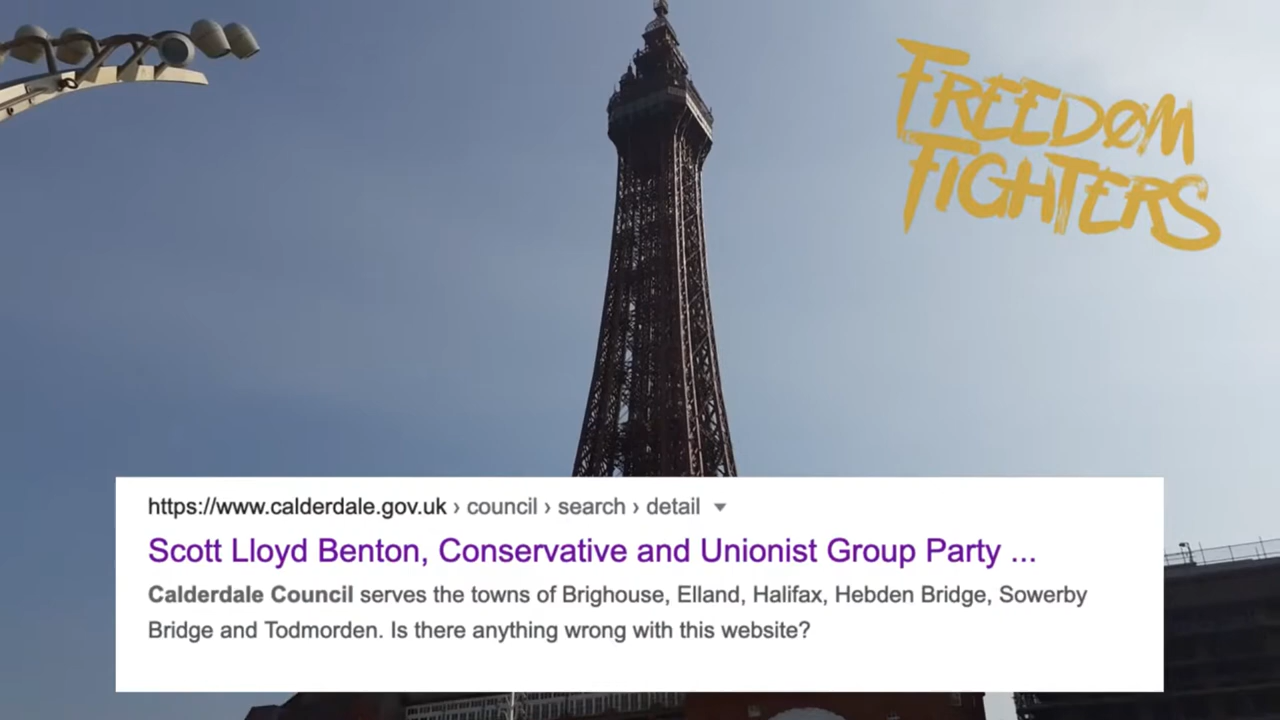 FREEDØM
FIGHTERS
https://www.calderdale.gov.uk › council › search › detail
Scott Lloyd Benton, Conservative and Unionist Group Party ...
Calderdale Council serves the towns of Brighouse, Elland, Halifax, Hebden Bridge, Sowerby
Bridge and Todmorden. Is there anything wrong with this website?